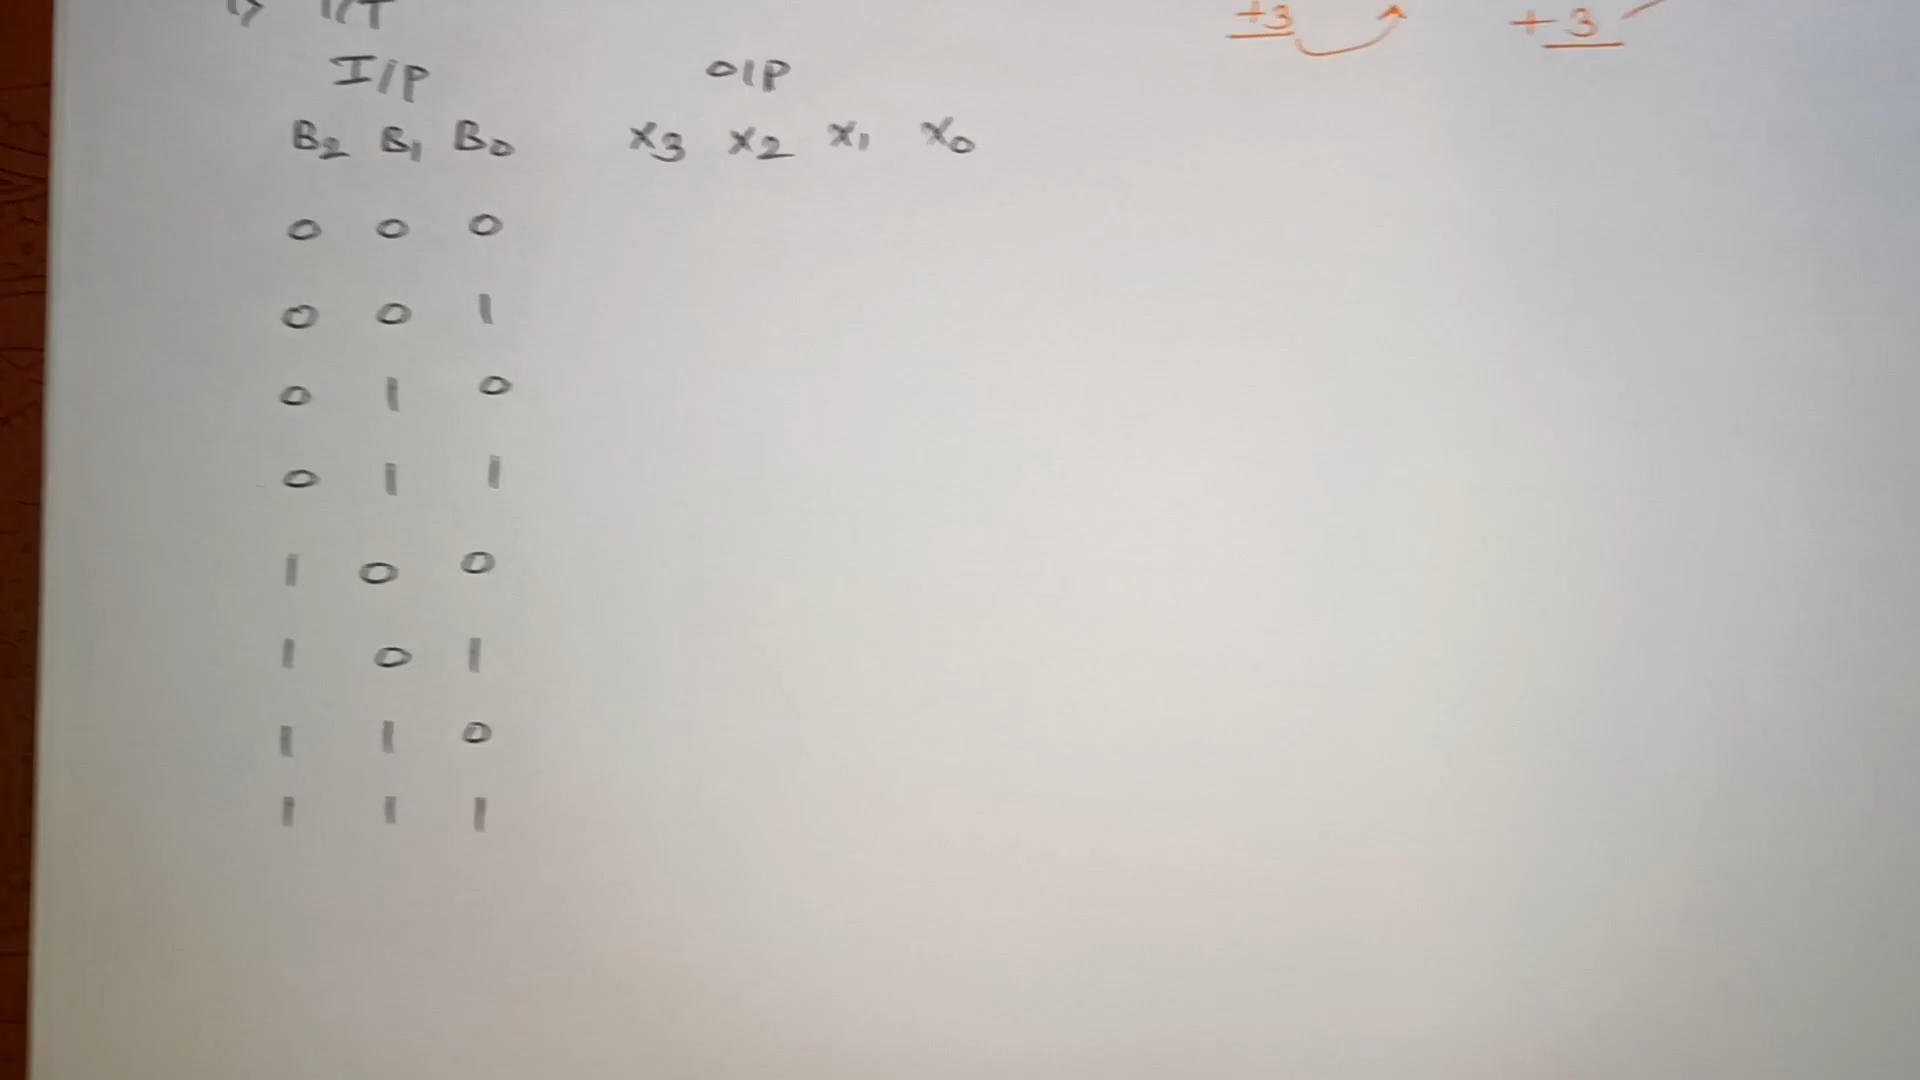 +3 +3
I/P O/P
B2 B1 B0 X3 X2 X1 X0
0 0 0
0 0 1
0 1 0
0 1 1
1 0 0
1 0 1
1 1 0
1 1 1